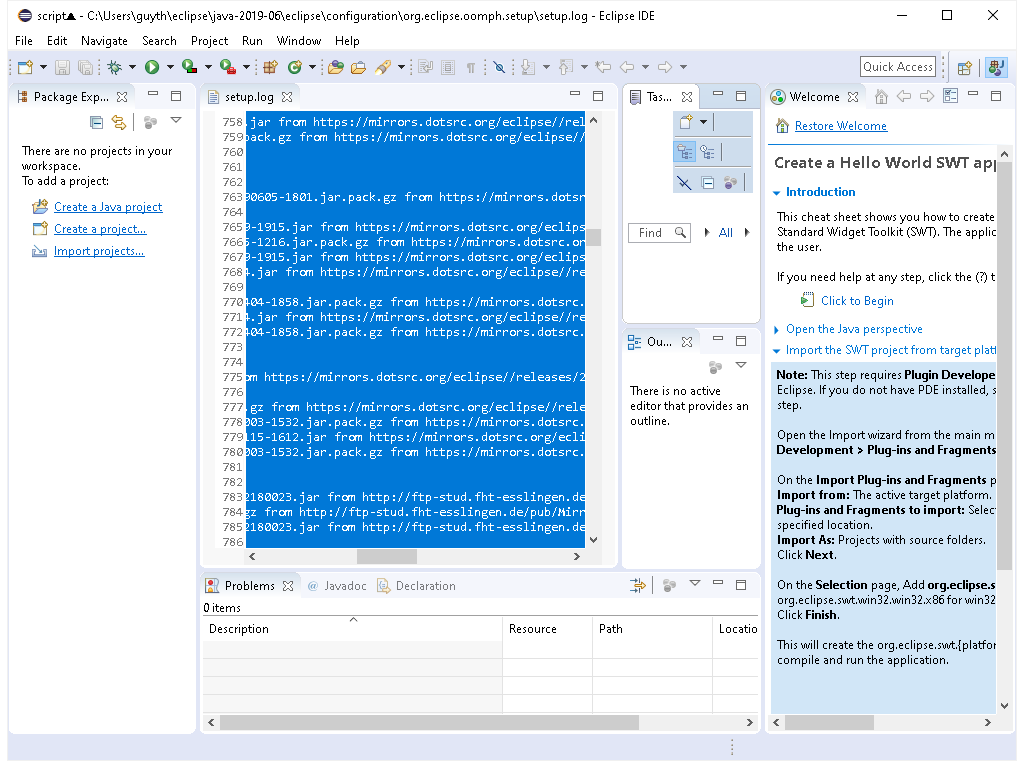 script▲ - C:\Users\guyth\eclipse\java-2019-06\eclipse\configuration\org.eclipse.oomph.setup\setup.log - Eclipse IDE
File Edit Navigate Search Project Run Window Help
Quick Access
Package Exp...
There are no projects in your
workspace.
To add a project:
Create a Java project
Create a project...
Import projects...
setup.log
758 .jar from https://mirrors.dotsrc.org/eclipse//rel
759 pack.gz from https://mirrors.dotsrc.org/eclipse//
760
761
762
763 90605-1801.jar.pack.gz from https://mirrors.dotsr
764
765 9-1915.jar from https://mirrors.dotsrc.org/eclips
766 5-1216.jar.pack.gz from https://mirrors.dotsrc.or
767 9-1915.jar from https://mirrors.dotsrc.org/eclips
768 4.jar from https://mirrors.dotsrc.org/eclipse//re
769
770 404-1858.jar.pack.gz from https://mirrors.dotsrc.
771 4.jar from https://mirrors.dotsrc.org/eclipse//re
772 404-1858.jar.pack.gz from https://mirrors.dotsrc.
773
774
775 om https://mirrors.dotsrc.org/eclipse//releases/2
776
777 .gz from https://mirrors.dotsrc.org/eclipse//rele
778 003-1532.jar.pack.gz from https://mirrors.dotsrc.
779 115-1612.jar from https://mirrors.dotsrc.org/ecli
780 003-1532.jar.pack.gz from https://mirrors.dotsrc.
781
782
783 2180023.jar from http://ftp-stud.fht-esslingen.de
784 gz from http://ftp-stud.fht-esslingen.de/pub/Mirr
785 2180023.jar from http://ftp-stud.fht-esslingen.de
786
Tas...
Find
All
Ou...
There is no active
editor that provides an
outline.
Problems
@ Javadoc
Declaration
0 items
Description Resource Path Locatio
Welcome
Restore Welcome
Create a Hello World SWT app
Introduction
This cheat sheet shows you how to create
Standard Widget Toolkit (SWT). The applic
the user.
If you need help at any step, click the (?) t
Click to Begin
Open the Java perspective
Import the SWT project from target platf
Note: This step requires Plugin Develope
Eclipse. If you do not have PDE installed, s
step.
Open the Import wizard from the main m
Development > Plug-ins and Fragments
On the Import Plug-ins and Fragments p
Import from: The active target platform.
Plug-ins and Fragments to import: Selec
specified location.
Import As: Projects with source folders.
Click Next.
On the Selection page, Add org.eclipse.s
org.eclipse.swt.win32.win32.x86 for win32
Click Finish.
This will create the org.eclipse.swt.{platfor
compile and run the application.